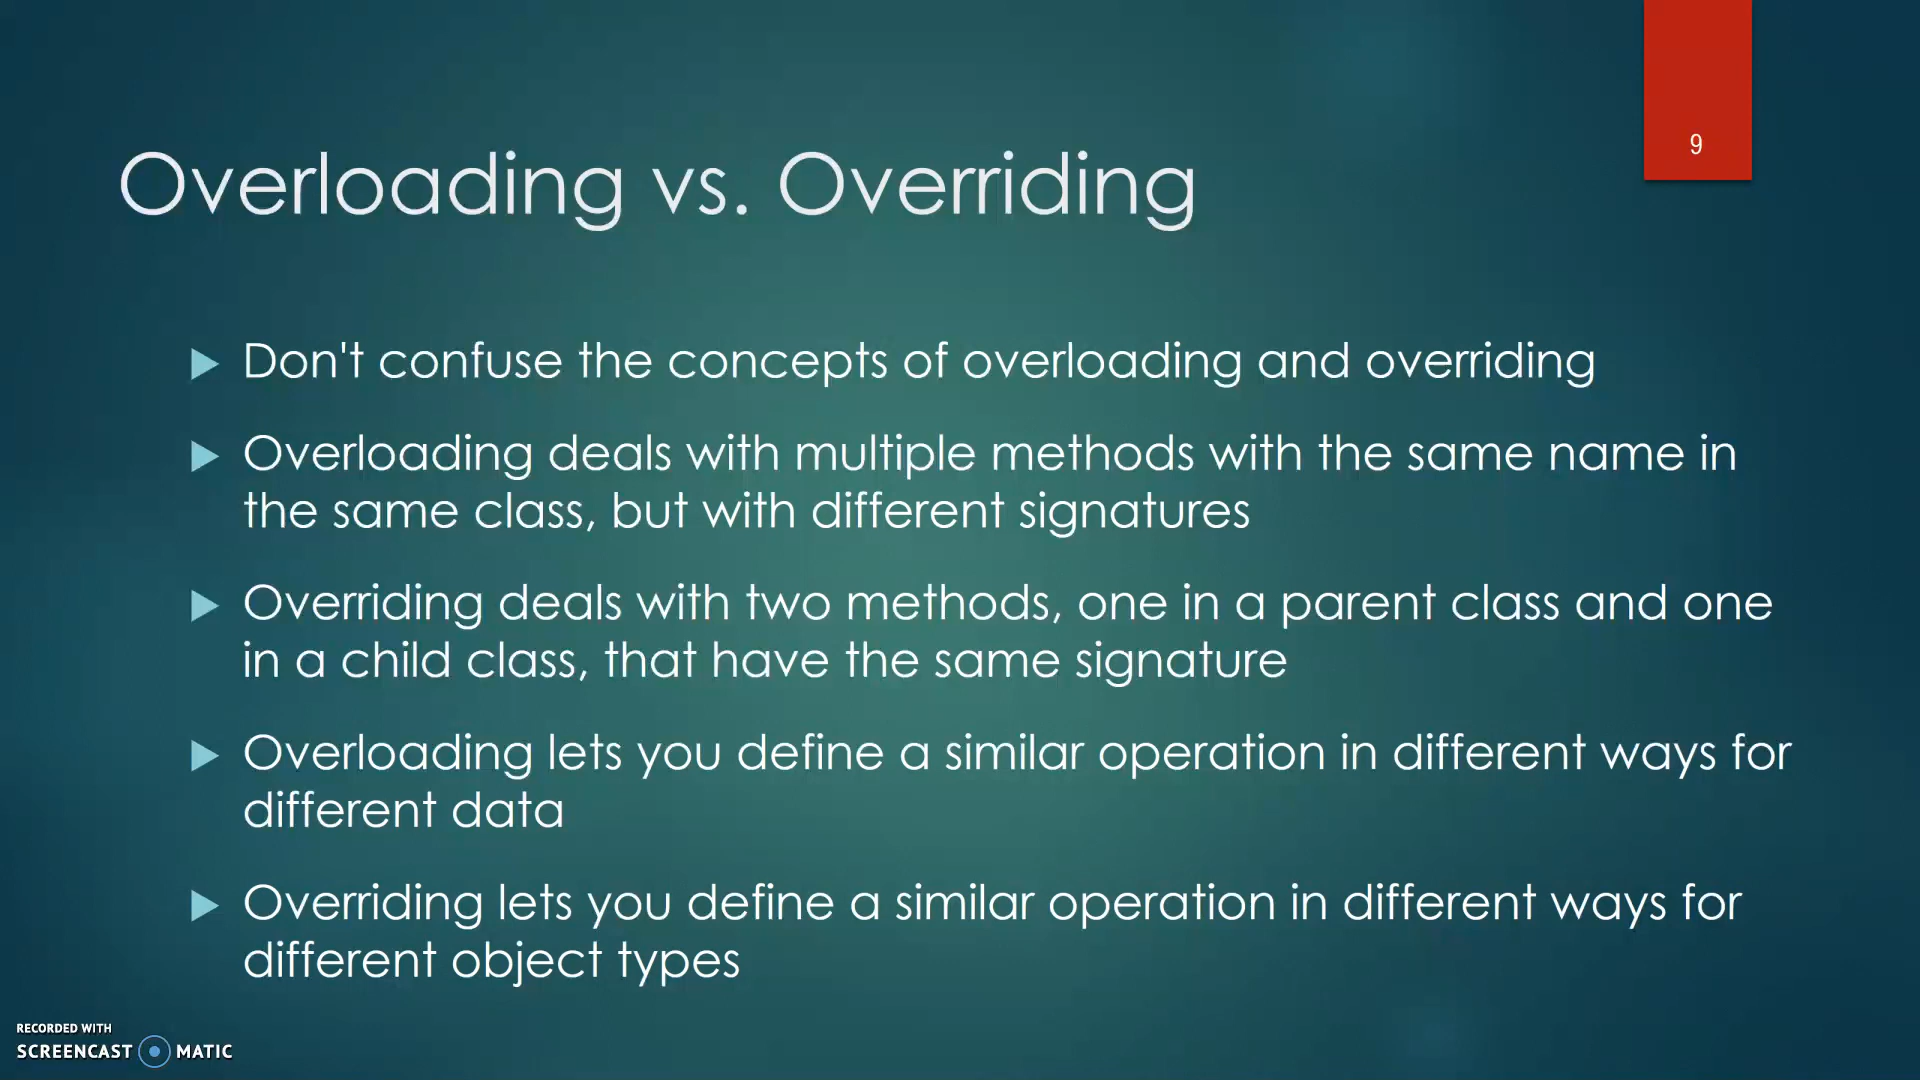 9
Overloading vs. Overriding
Don't confuse the concepts of overloading and overriding
Overloading deals with multiple methods with the same name in
the same class, but with different signatures
Overriding deals with two methods, one in a parent class and one
in a child class, that have the same signature
Overloading lets you define a similar operation in different ways for
different data
Overriding lets you define a similar operation in different ways for
different object types
RECORDED WITH
SCREENCAST MATIC